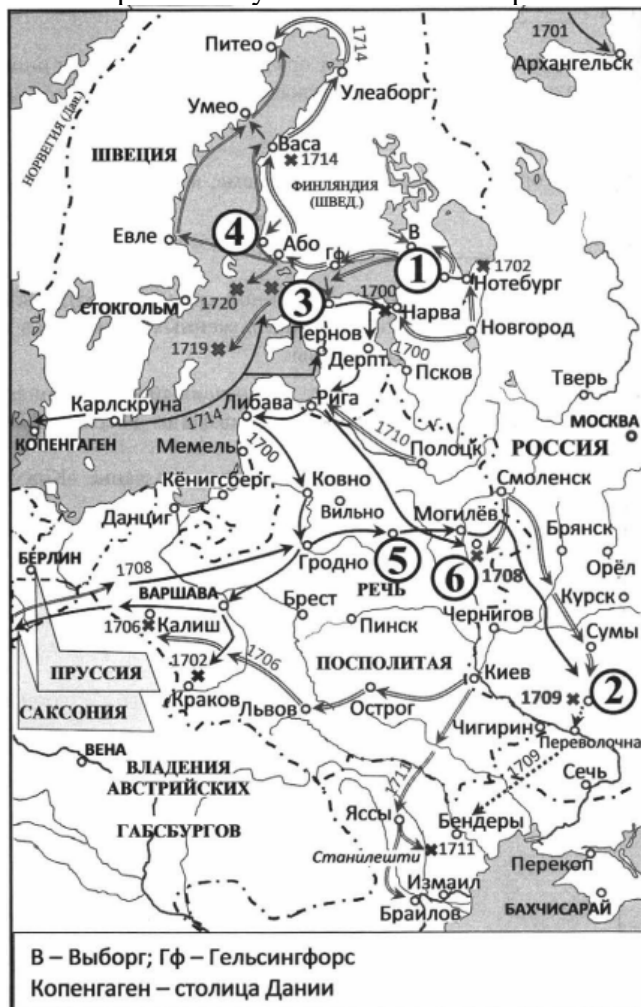 1701
Архангельск
Питео
1714
Улеаборг
Умео
НОРВЕГИЯ (Дан.)
ШВЕЦИЯ
Васа
1714
ФИНЛЯНДИЯ
(ШВЕД.)
Евле
4
Або
Гф
В
1
1702
Нотебург
СТОКГОЛЬМ
1720
3
1700
Нарва
Новгород
1719
Пернов
Дерпт
1700
Псков
Тверь
Карлскруна
1714
Либава
Рига
МОСКВА
КОПЕНГАГЕН
1700
1710
Полоцк
РОССИЯ
Мемель
Смоленск
Кёнигсберг
Ковно
Вильно
Могилёв
Брянск
Данциг
БЕРЛИН
1708
Гродно
5
6
1708
Орёл
ВАРШАВА
РЕЧЬ
Курск
Брест
Чернигов
1706
Калиш
Пинск
Сумы
ПРУССИЯ
1702
1706
ПОСПОЛИТАЯ
Киев
1709
2
САКСОНИЯ
Краков
Львов
Острог
Чигирин
Переволочна
ВЕНА
1709
Сечь
ВЛАДЕНИЯ
АВСТРИЙСКИХ
ГАБСБУРГОВ
1711
Яссы
Бендеры
Станилешти
1711
Перекоп
Измаил
Браилов
БАХЧИСАРАЙ
В – Выборг; Гф – Гельсингфорс
Копенгаген – столица Дании